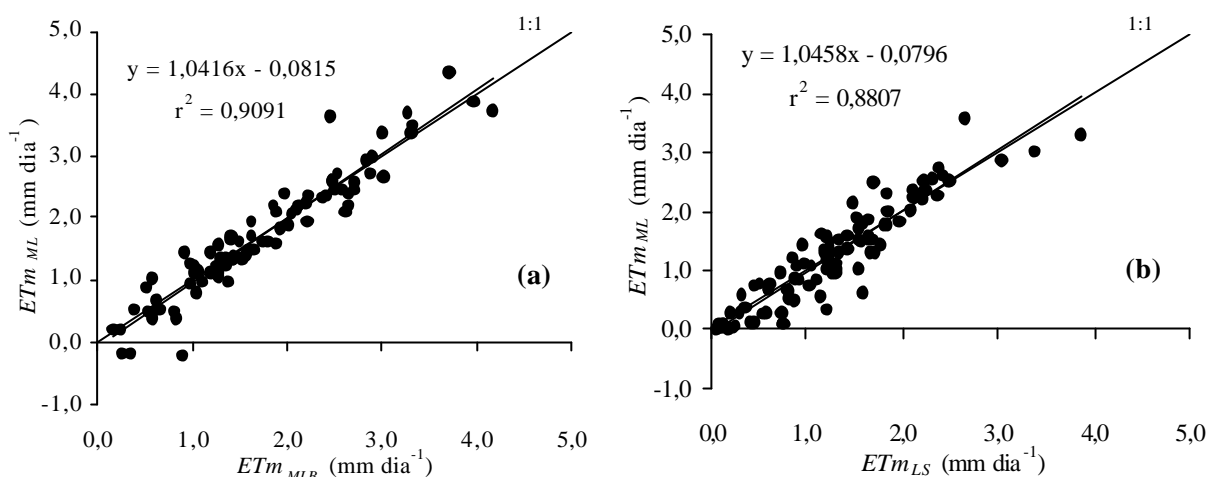 5,0
1:1
y = 1,0416x - 0,0815
r² = 0,9091
4,0
3,0
2,0
1,0
0,0
-1,0
ETm ML (mm dia⁻¹)
(a)
0,0 1,0 2,0 3,0 4,0 5,0
ETm MLR (mm dia⁻¹)
1:1
5,0
y = 1,0458x - 0,0796
r² = 0,8807
4,0
3,0
2,0
1,0
0,0
-1,0
ETm ML (mm dia⁻¹)
(b)
0,0 1,0 2,0 3,0 4,0 5,0
ETm LS (mm dia⁻¹)